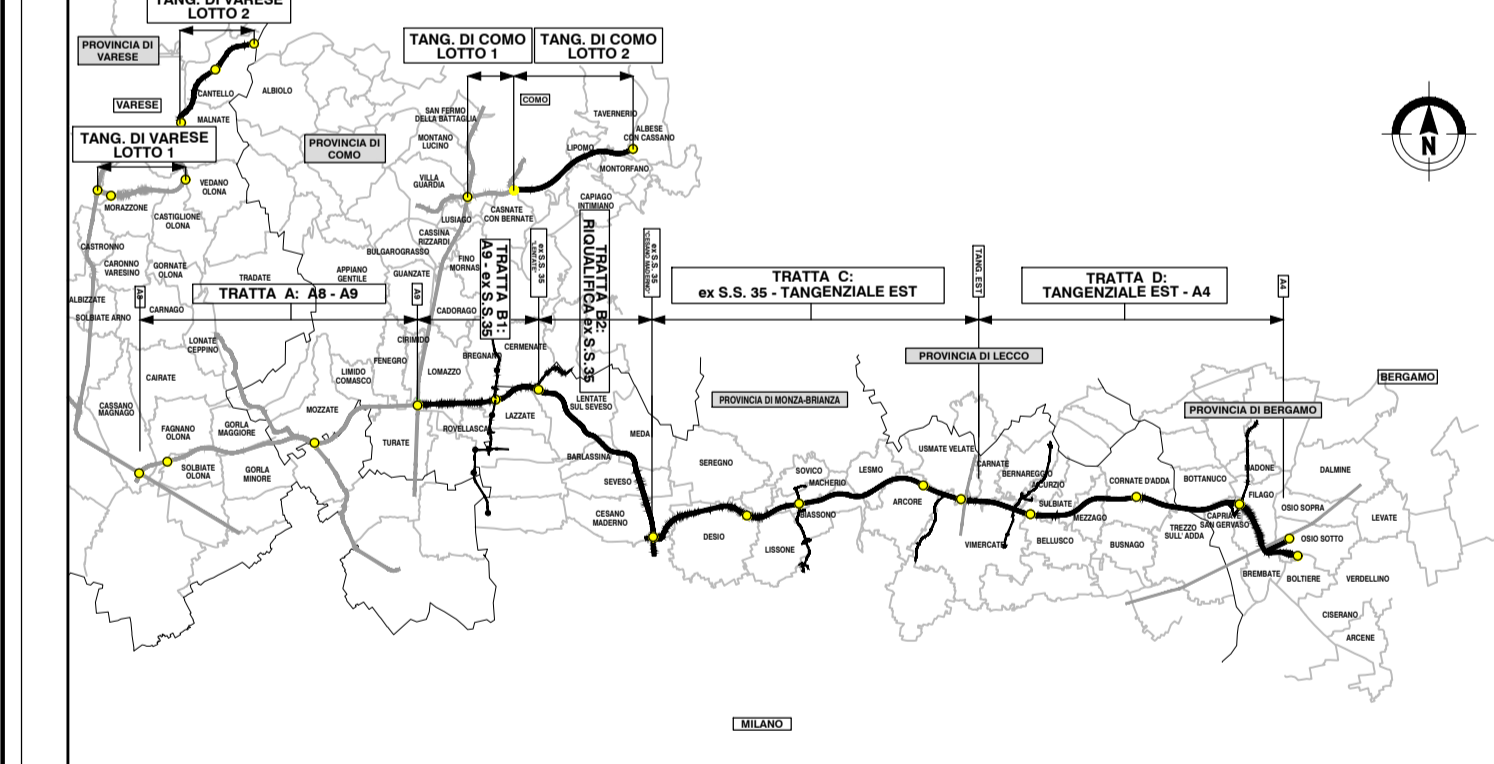 TANG. DI VARESE
LOTTO 2
PROVINCIA DI
VARESE
CANTELLO
ALBIOLO
VARESE
MALNATE
TANG. DI VARESE
LOTTO 1
VEDANO
OLONA
MORAZZONE
CASTIGLIONE
OLONA
PROVINCIA DI
COMO
TANG. DI COMO
LOTTO 1
TANG. DI COMO
LOTTO 2
COMO
SAN FERMO
DELLA BATTAGLIA
MONTANO
LUCINO
VILLA
GUARDIA
TAVERNERIO
ALBESE
CON CASSANO
LIPOMO
MONTORFANO
CAPIAGO
INTIMIANO
LUSIAGO
CASNATE
CON BERNATE
CASSINA
RIZZARDI
BULGAROGRASSO
FINO
MORNAS
CASTRONNO
CARONNO
VARESINO
GORNATE
OLONA
TRADATE
APPIANO
GENTILE
GUANZATE
ALBIZZATE
SOLBIATE ARNO
CARNAGO
A8
TRATTA A: A8 - A9
A9
CADORAGO
TRATTA B1:
A9 - ex S.S.35
ex S.S. 35
"LENTATE"
TRATTA B2:
RIQUALIFICA ex S.S.35
ex S.S. 35
"CESANO MADERNO"
TRATTA C:
ex S.S. 35 - TANGENZIALE EST
TANG. EST
TRATTA D:
TANGENZIALE EST - A4
A4
LONATE
CEPPINO
CIRIMIDO
FENEGRO
BREGNANO
CERMENATE
LIMIDO
COMASCO
LOMAZZO
CAIRATE
CASSANO
MAGNAGO
MOZZATE
LAZZATE
LENTATE
SUL SEVESO
ROVELLASCA
FAGNANO
OLONA
GORLA
MAGGIORE
TURATE
MEDA
SOLBIATE
OLONA
GORLA
MINORE
BARLASSINA
SEVESO
CESANO
MADERNO
PROVINCIA DI LECCO
PROVINCIA DI MONZA-BRIANZA
BERGAMO
PROVINCIA DI BERGAMO
SEREGNO
SOVICO
MACHERIO
LESMO
USMATE VELATE
CARNATE
BERNAREGGIO
BIASSONO
DESIO
LISSONE
ARCORE
VIMERCATE
SULBIATE
MEZZAGO
BELLUSCO
CORNATE D'ADDA
BUSNAGO
BOTTANUCO
TREZZO
SULL' ADDA
CAPRIATE
SAN GERVASO
MADONE
FILAGO
DALMINE
OSIO SOPRA
LEVATE
OSIO SOTTO
BREMBATE
BOLTIERE
VERDELLINO
CISERANO
ARCENE
MILANO
N